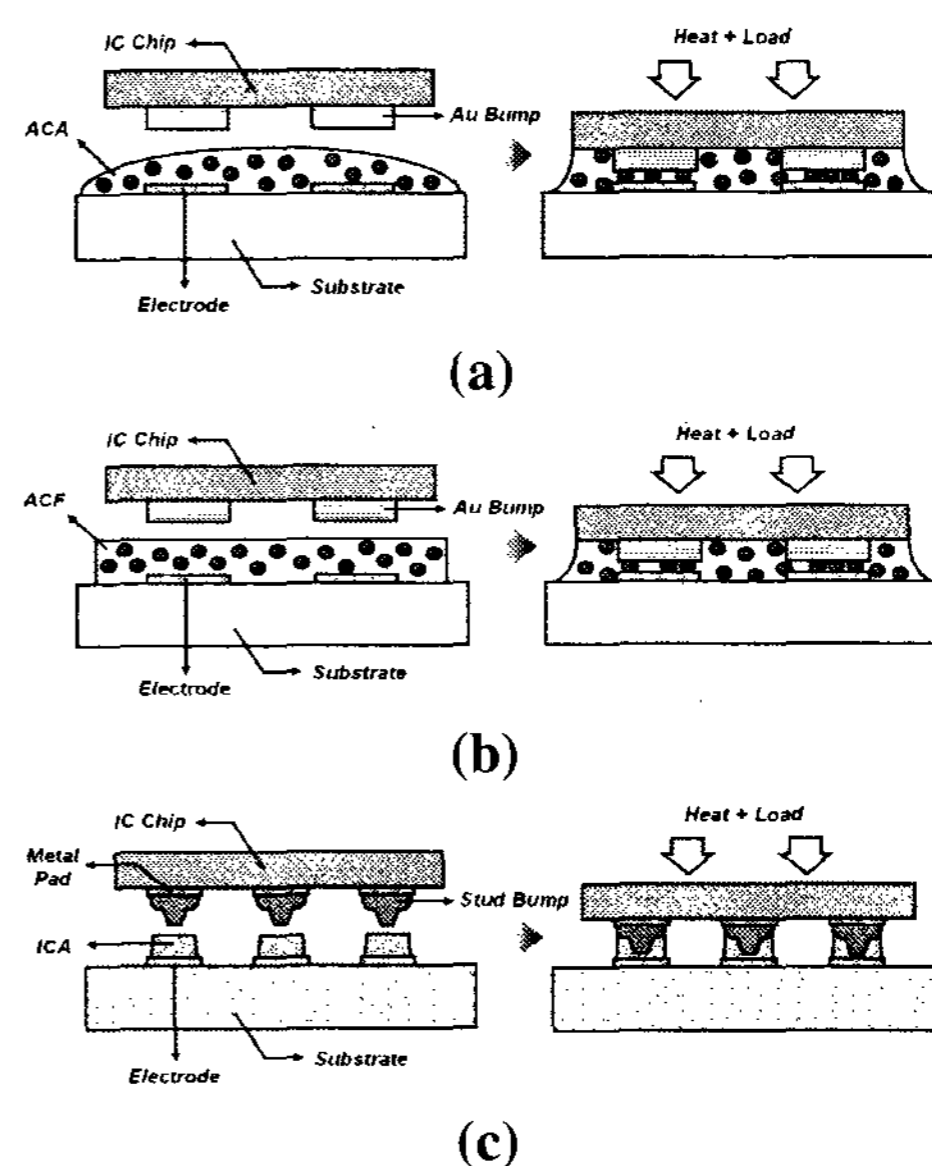 IC Chip
Heat + Load
ACA
Au Bump
Substrate
Electrode
(a)
IC Chip
Heat + Load
ACF
Au Bump
Substrate
Electrode
(b)
IC Chip
Heat + Load
Metal
Pad
Stud Bump
ICA
Substrate
Electrode
(c)